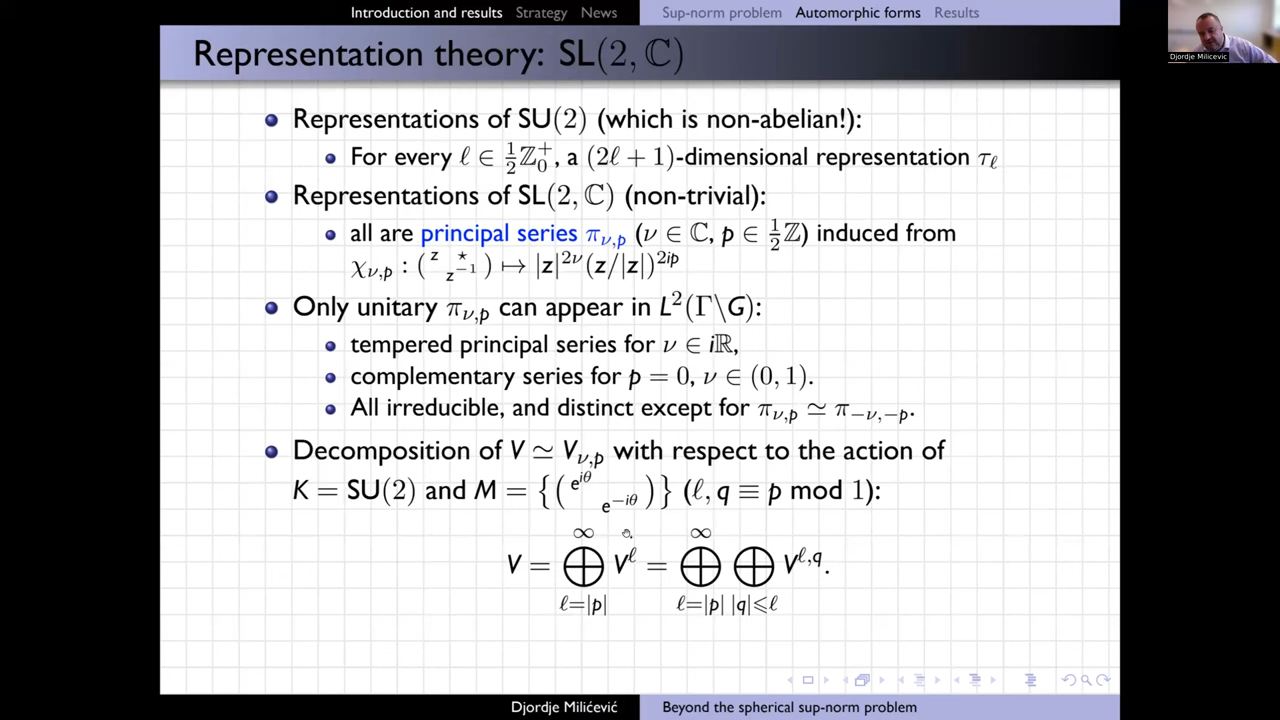 Introduction and results Strategy News Sup-norm problem Automorphic forms Results
Representation theory: SL(2, ℂ)
Djordje Milicevic
Representations of SU(2) (which is non-abelian!):
For every ℓ ∈ ½ℤ₀⁺, a (2ℓ + 1)-dimensional representation τ_ℓ
Representations of SL(2, ℂ) (non-trivial):
all are principal series π_{ν,p} (ν ∈ ℂ, p ∈ ½ℤ) induced from
χ_{ν,p} : (z ⋆ z⁻¹) ↦ |z|^{2ν}(z/|z|)^{2ip}
Only unitary π_{ν,p} can appear in L²(Γ\G):
tempered principal series for ν ∈ iℝ,
complementary series for p = 0, ν ∈ (0, 1).
All irreducible, and distinct except for π_{ν,p} ≃ π_{−ν,−p}.
Decomposition of V ≃ V_{ν,p} with respect to the action of
K = SU(2) and M = {(e^{iθ} e^{−iθ})} (ℓ, q ≡ p mod 1):
V = ⊕_{ℓ=|p|}^{∞} V^ℓ = ⊕_{ℓ=|p|}^{∞} ⊕_{|q|⩽ℓ} V^{ℓ,q}.
Djordje Milićević Beyond the spherical sup-norm problem